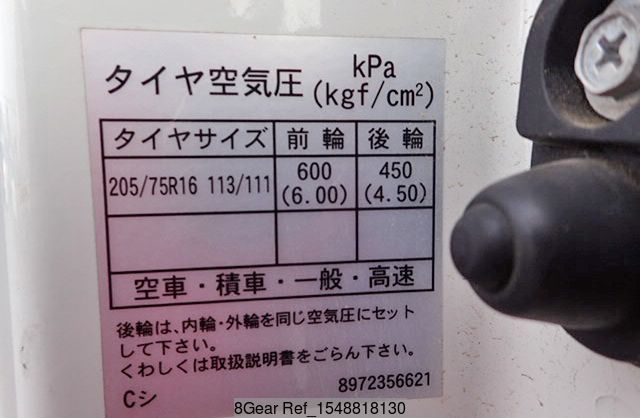 タイヤ空気圧 kPa
(kgf/cm²)
タイヤサイズ 前輪 後輪
205/75R16 113/111 600 450
(6.00) (4.50)
空車・積車・一般・高速
後輪は、内輪・外輪を同じ空気圧にセット
して下さい。
くわしくは取扱説明書をごらん下さい。
Cシ 8972356621
8Gear Ref_1548818130